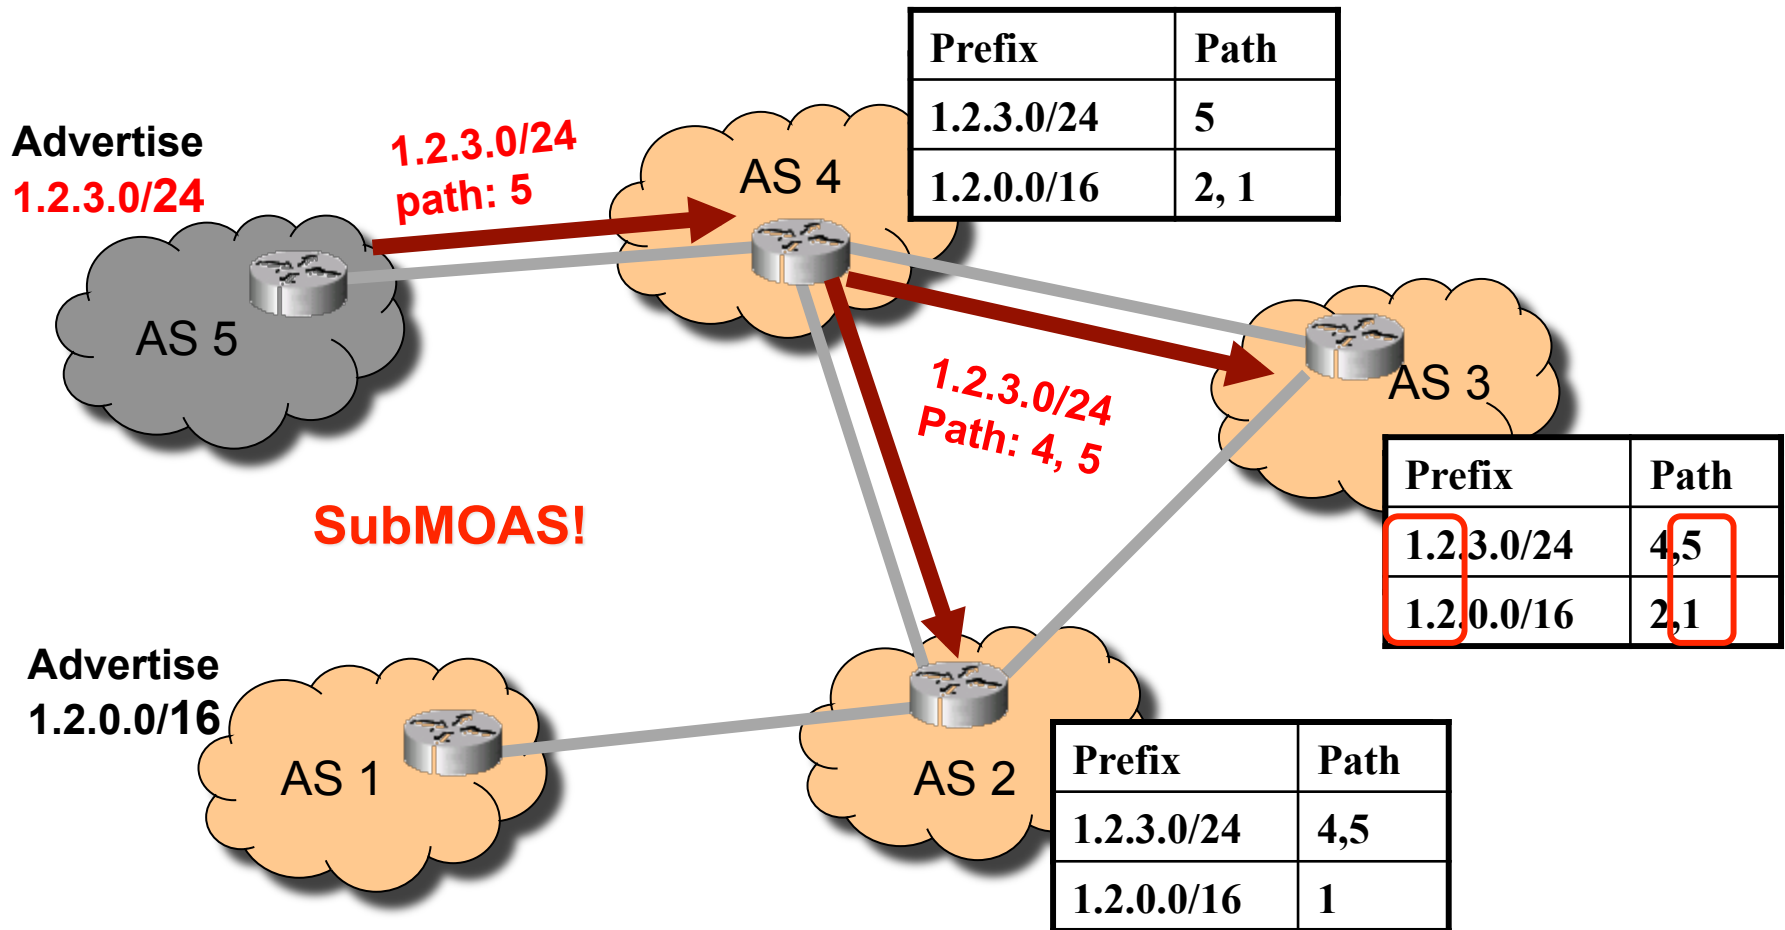 Prefix Path
1.2.3.0/24 5
1.2.0.0/16 2, 1
Advertise
1.2.3.0/24
1.2.3.0/24
path: 5
AS 4
AS 5
1.2.3.0/24
Path: 4, 5
AS 3
Prefix Path
1.2.3.0/24 4,5
1.2.0.0/16 2,1
SubMOAS!
Advertise
1.2.0.0/16
AS 1
AS 2
Prefix Path
1.2.3.0/24 4,5
1.2.0.0/16 1